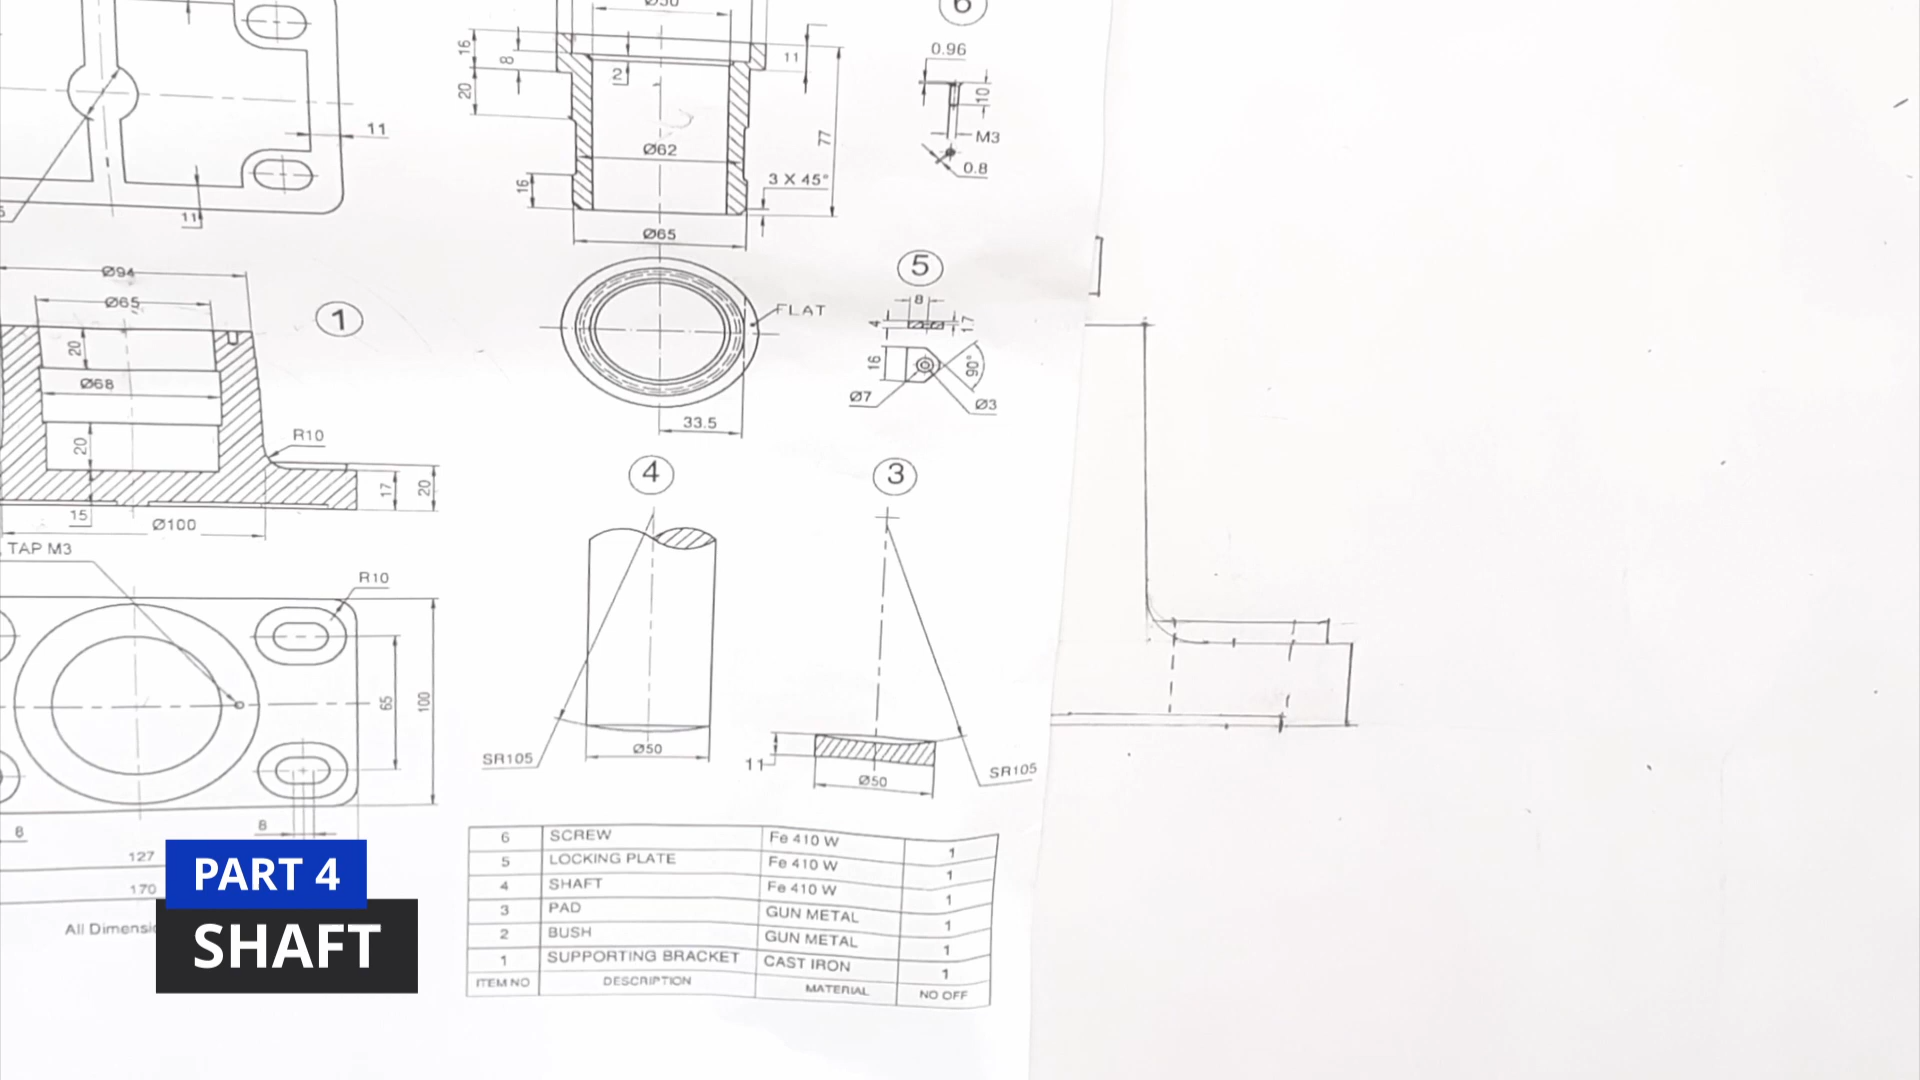 Ø50
6
16
8
20
2
11
77
Ø62
16
3 X 45°
Ø65
0.96
10
M3
0.8
11
11
Ø94
Ø65
1
20
Ø68
20
R10
17
20
15
Ø100
FLAT
33.5
5
8
4
1.7
16
90°
Ø7
Ø3
TAP M3
R10
65
100
8
8
127
170
All Dimensi
4
SR105
Ø50
3
11
Ø50
SR105
6 SCREW Fe 410 W 1
5 LOCKING PLATE Fe 410 W 1
4 SHAFT Fe 410 W 1
3 PAD GUN METAL 1
2 BUSH GUN METAL 1
1 SUPPORTING BRACKET CAST IRON 1
ITEM NO DESCRIPTION MATERIAL NO OFF
PART 4
SHAFT